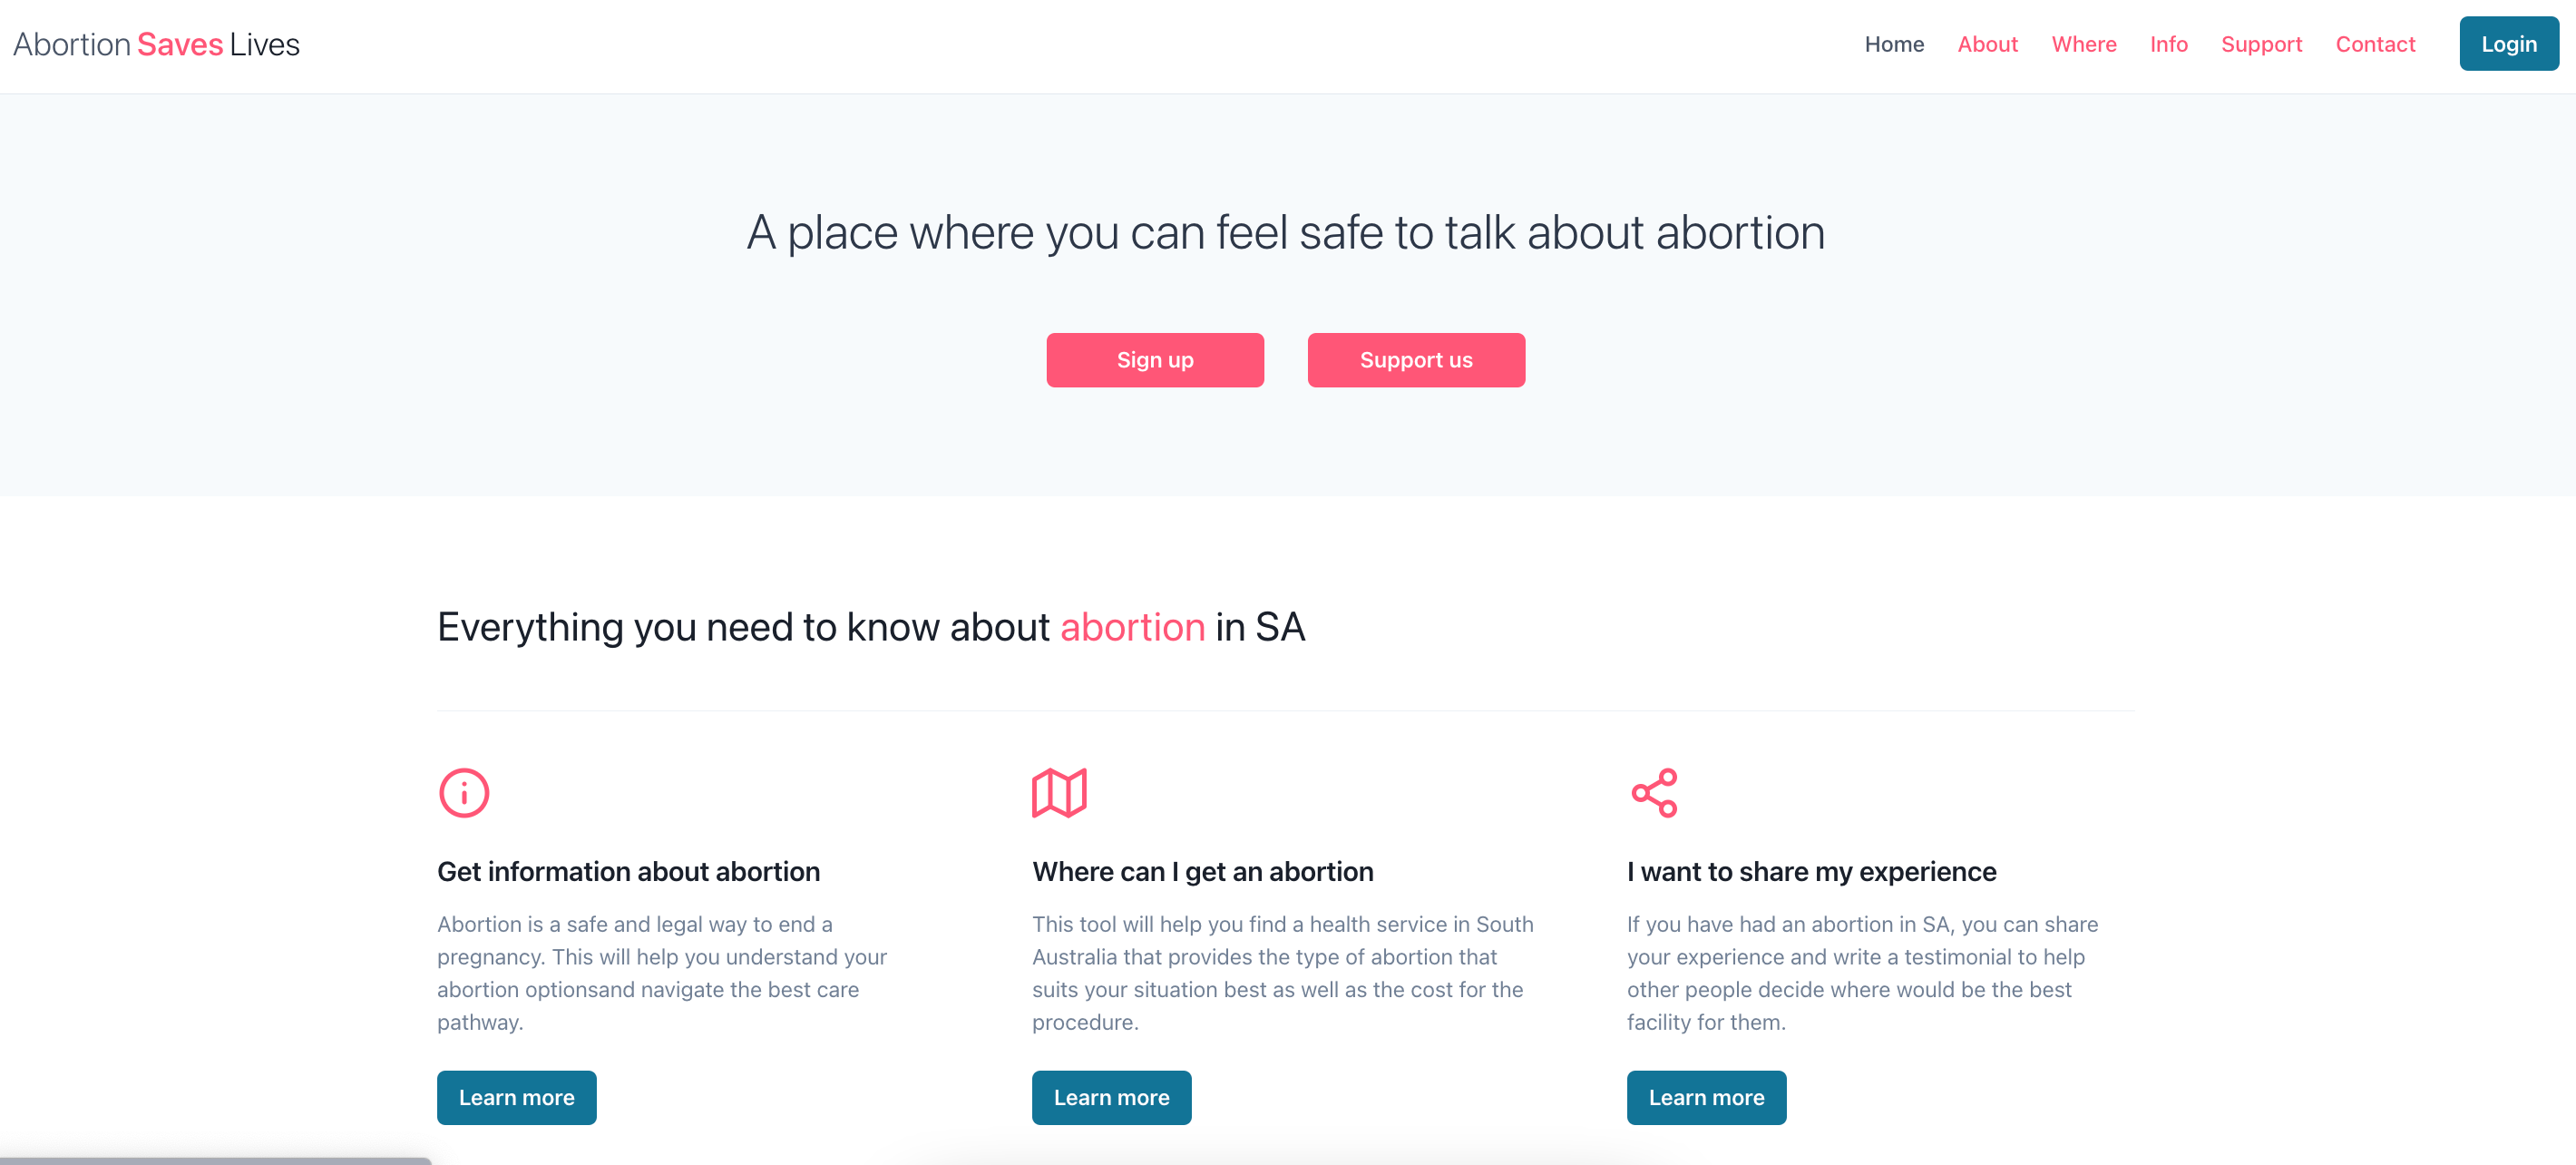 Abortion Saves Lives
Home About Where Info Support Contact Login
A place where you can feel safe to talk about abortion
Sign up Support us
Everything you need to know about abortion in SA
Get information about abortion
Abortion is a safe and legal way to end a
pregnancy. This will help you understand your
abortion optionsand navigate the best care
pathway.
Learn more
Where can I get an abortion
This tool will help you find a health service in South
Australia that provides the type of abortion that
suits your situation best as well as the cost for the
procedure.
Learn more
I want to share my experience
If you have had an abortion in SA, you can share
your experience and write a testimonial to help
other people decide where would be the best
facility for them.
Learn more